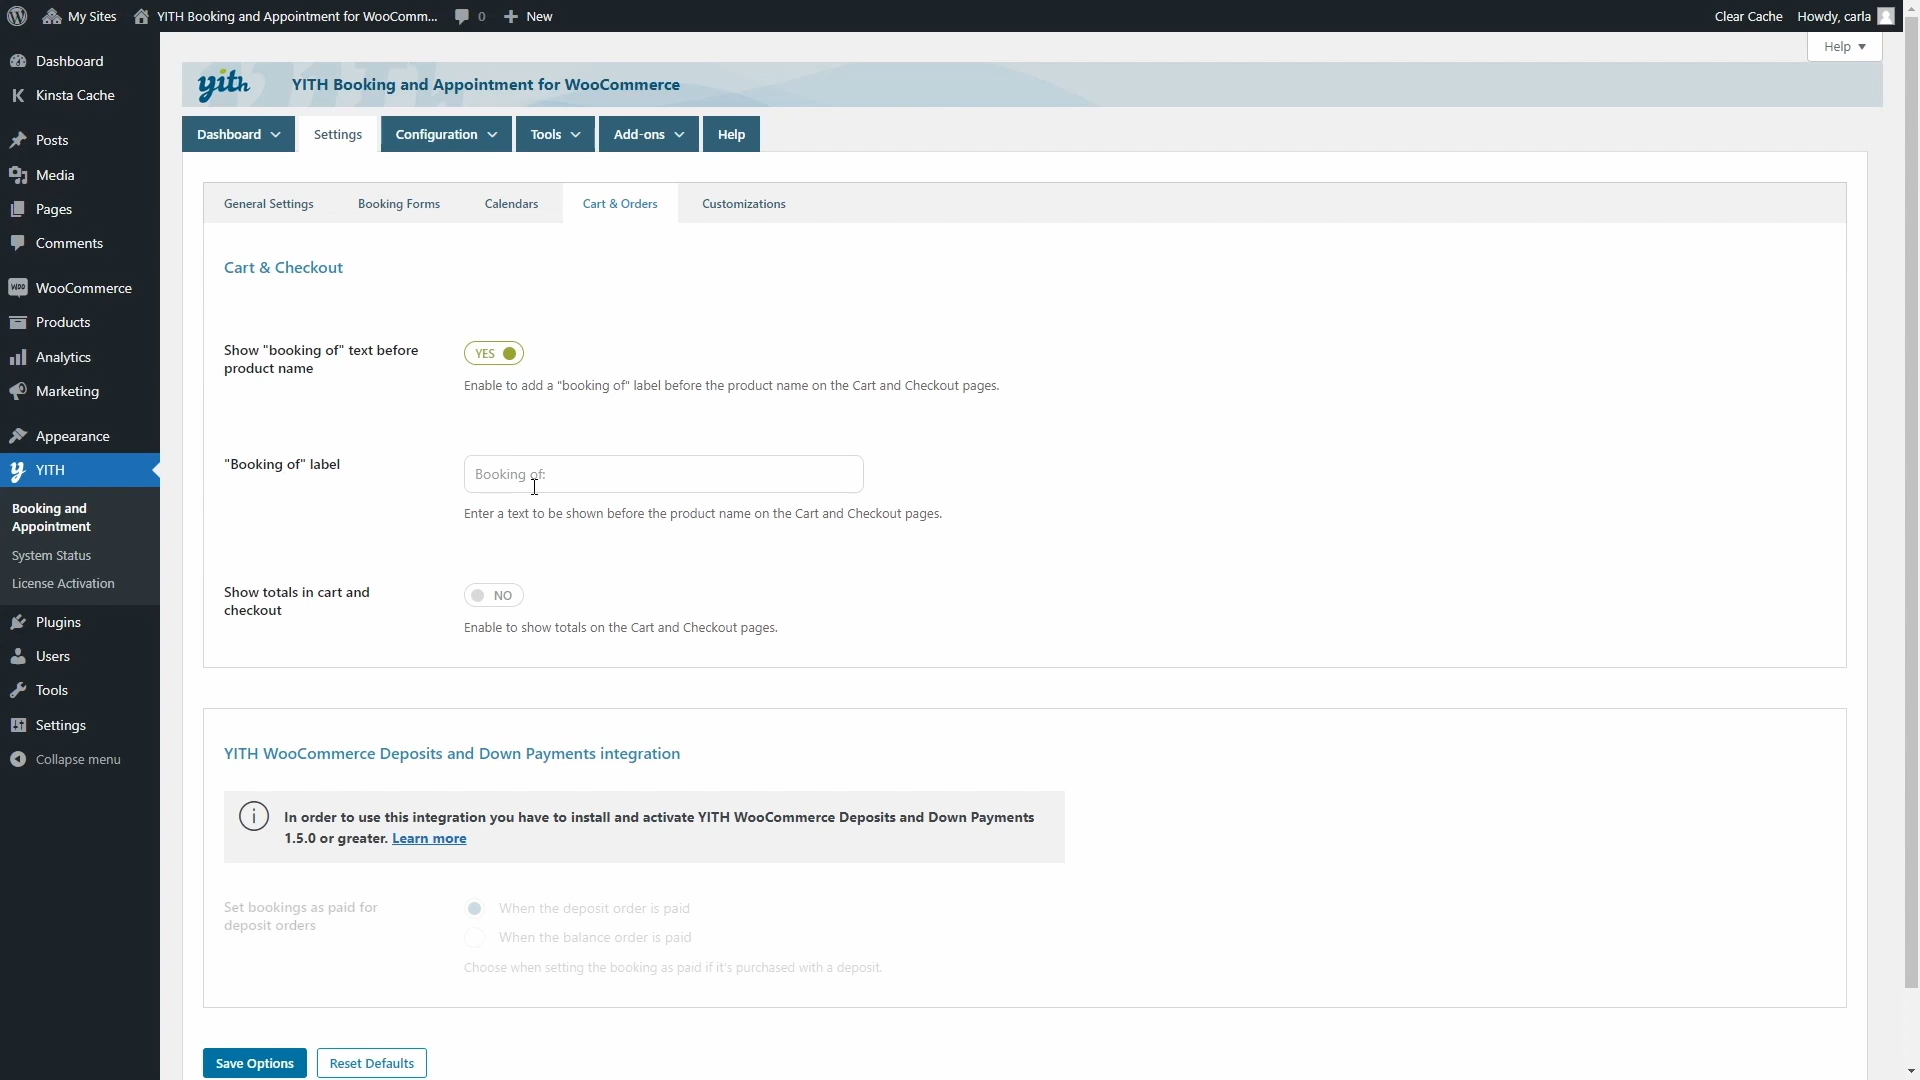 My Sites
YITH Booking and Appointment for WooComm...
0
New
Clear Cache
Howdy, carla
Help
Dashboard
Kinsta Cache
Posts
Media
Pages
Comments
WooCommerce
Products
Analytics
Marketing
Appearance
YITH
Booking and
Appointment
System Status
License Activation
Plugins
Users
Tools
Settings
Collapse menu
yith
YITH Booking and Appointment for WooCommerce
Dashboard
Settings
Configuration
Tools
Add-ons
Help
General Settings
Booking Forms
Calendars
Cart & Orders
Customizations
Cart & Checkout
Show "booking of" text before
product name
YES
Enable to add a "booking of" label before the product name on the Cart and Checkout pages.
"Booking of" label
Booking of:
Enter a text to be shown before the product name on the Cart and Checkout pages.
Show totals in cart and
checkout
NO
Enable to show totals on the Cart and Checkout pages.
YITH WooCommerce Deposits and Down Payments integration
In order to use this integration you have to install and activate YITH WooCommerce Deposits and Down Payments
1.5.0 or greater. Learn more
Set bookings as paid for
deposit orders
When the deposit order is paid
When the balance order is paid
Choose when setting the booking as paid if it's purchased with a deposit.
Save Options
Reset Defaults